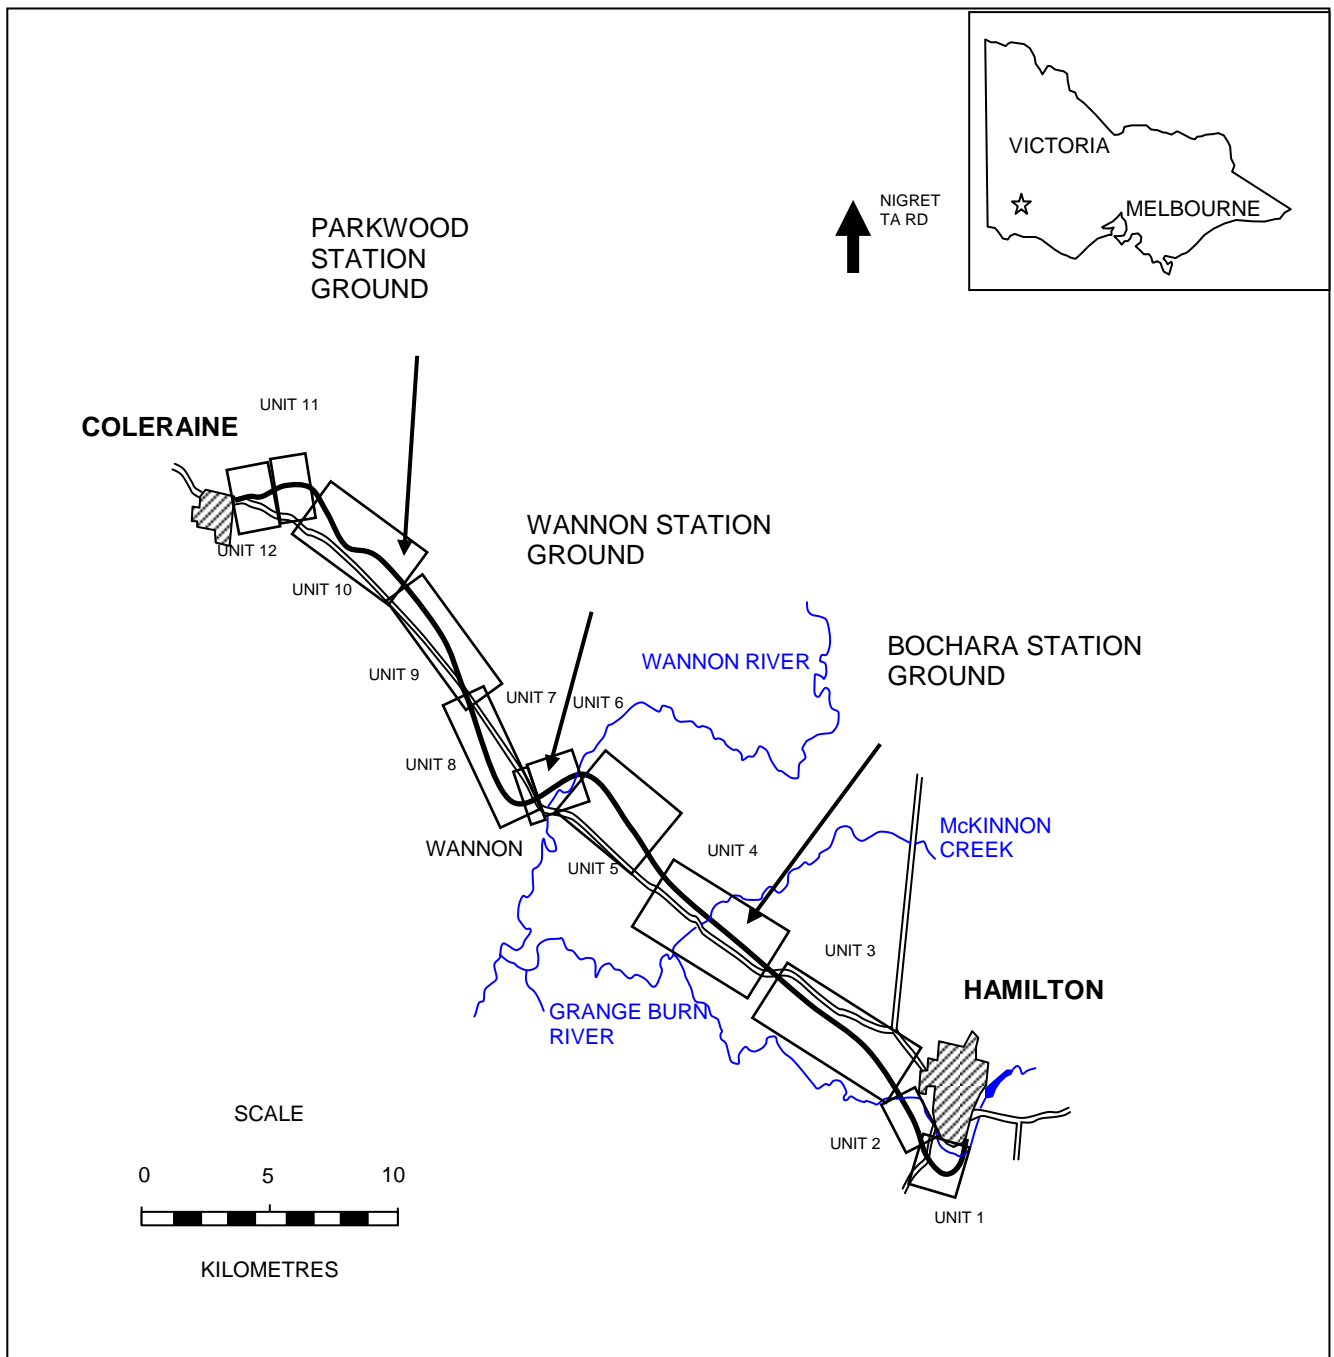 VICTORIA
MELBOURNE
NIGRET
TA RD
PARKWOOD
STATION
GROUND
UNIT 11
COLERAINE
WANNON STATION
GROUND
UNIT 12
UNIT 10
BOCHARA STATION
GROUND
WANNON RIVER
UNIT 9
UNIT 7
UNIT 6
UNIT 8
McKINNON
CREEK
WANNON
UNIT 4
UNIT 5
UNIT 3
HAMILTON
GRANGE BURN
RIVER
SCALE
UNIT 2
0 5 10
UNIT 1
KILOMETRES